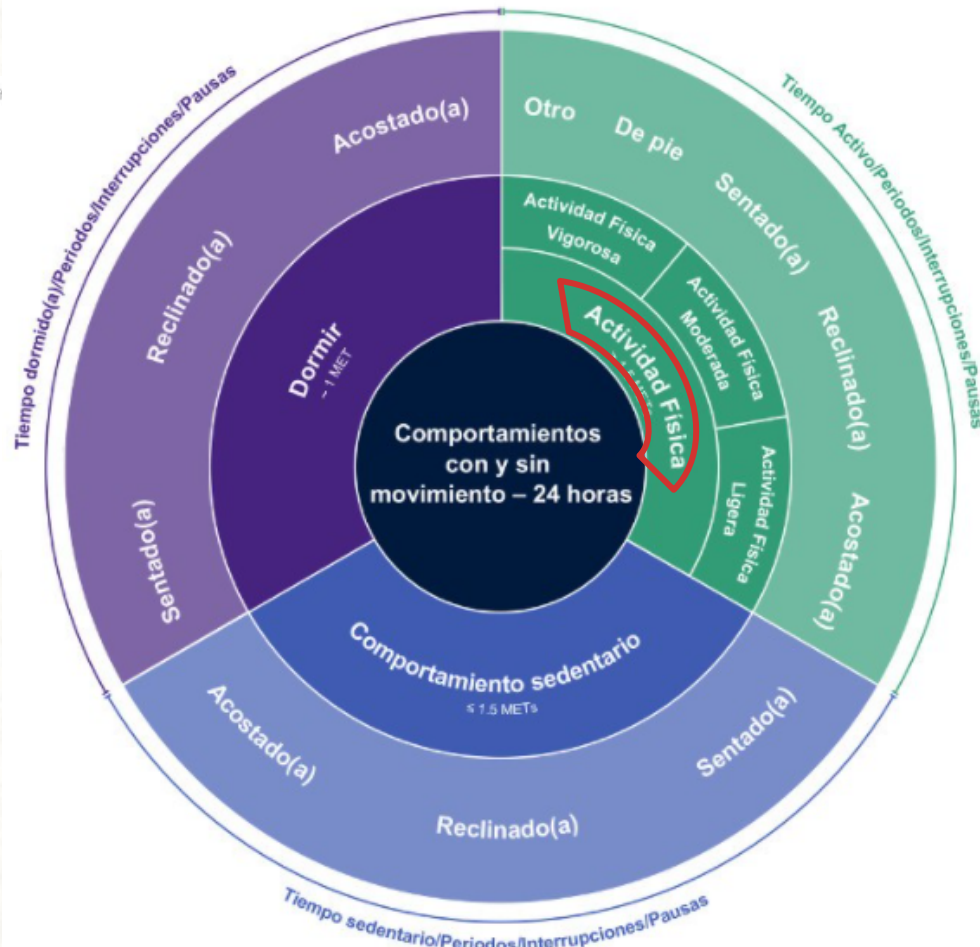 Tiempo dormido(a)/Periodos/Interrupciones/Pausas
Tiempo Activo/Periodos/Interrupciones/Pausas
Tiempo sedentario/Periodos/Interrupciones/Pausas
Acostado(a)
Reclinado(a)
Sentado(a)
Dormir
~ 1 MET
Otro
De pie
Sentado(a)
Reclinado(a)
Acostado(a)
Actividad Física
Vigorosa
Actividad Física
Moderada
Actividad Física
Ligera
Actividad Física
Comportamientos
con y sin
movimiento – 24 horas
Comportamiento sedentario
≤ 1.5 METs
Acostado(a)
Reclinado(a)
Sentado(a)